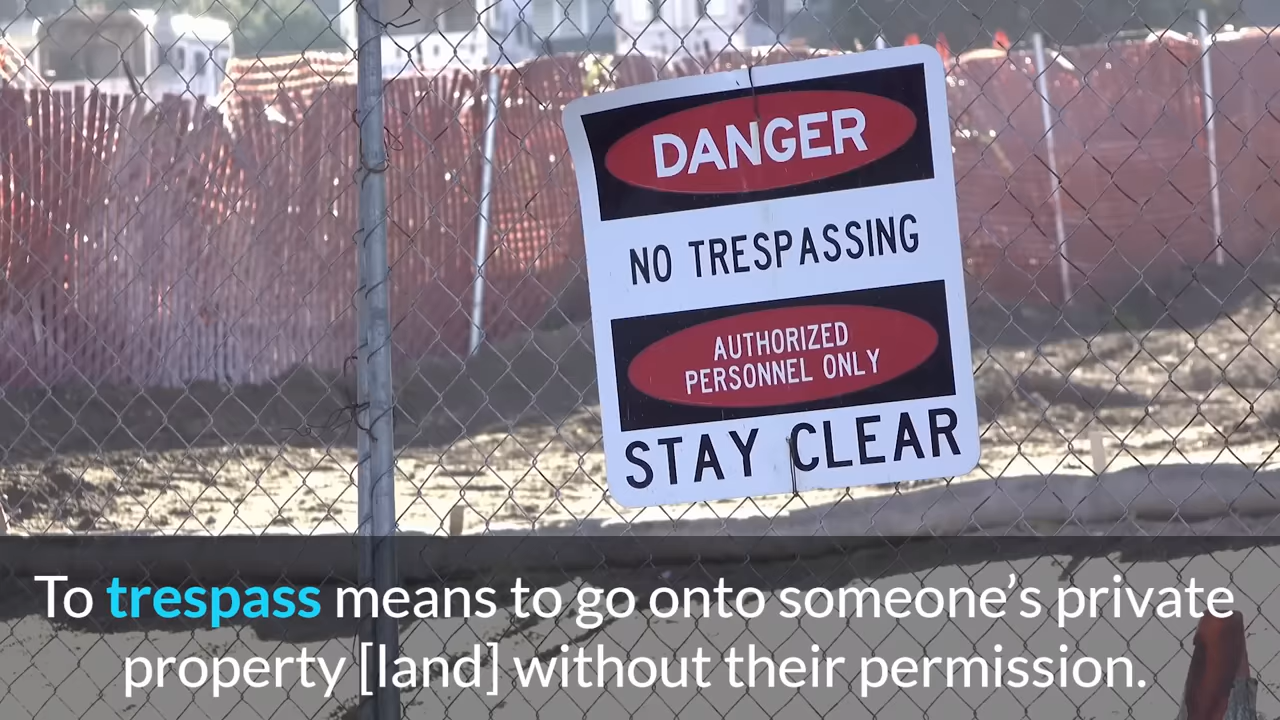 DANGER
NO TRESPASSING
AUTHORIZED
PERSONNEL ONLY
STAY CLEAR
To trespass means to go onto someone’s private
property [land] without their permission.